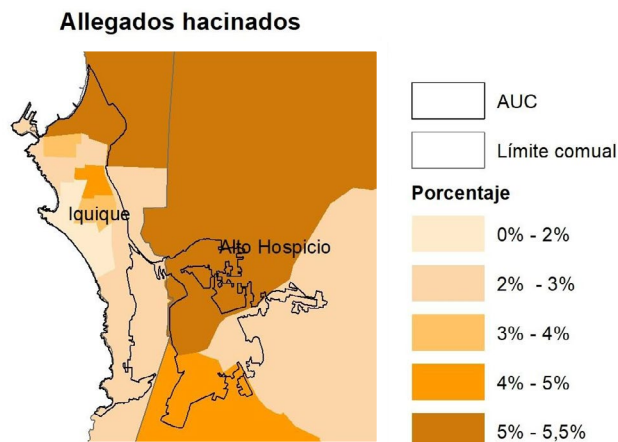 Allegados hacinados
AUC
Límite comual
Porcentaje
0% - 2%
2% - 3%
3% - 4%
4% - 5%
5% - 5,5%
Iquique
Alto Hospicio